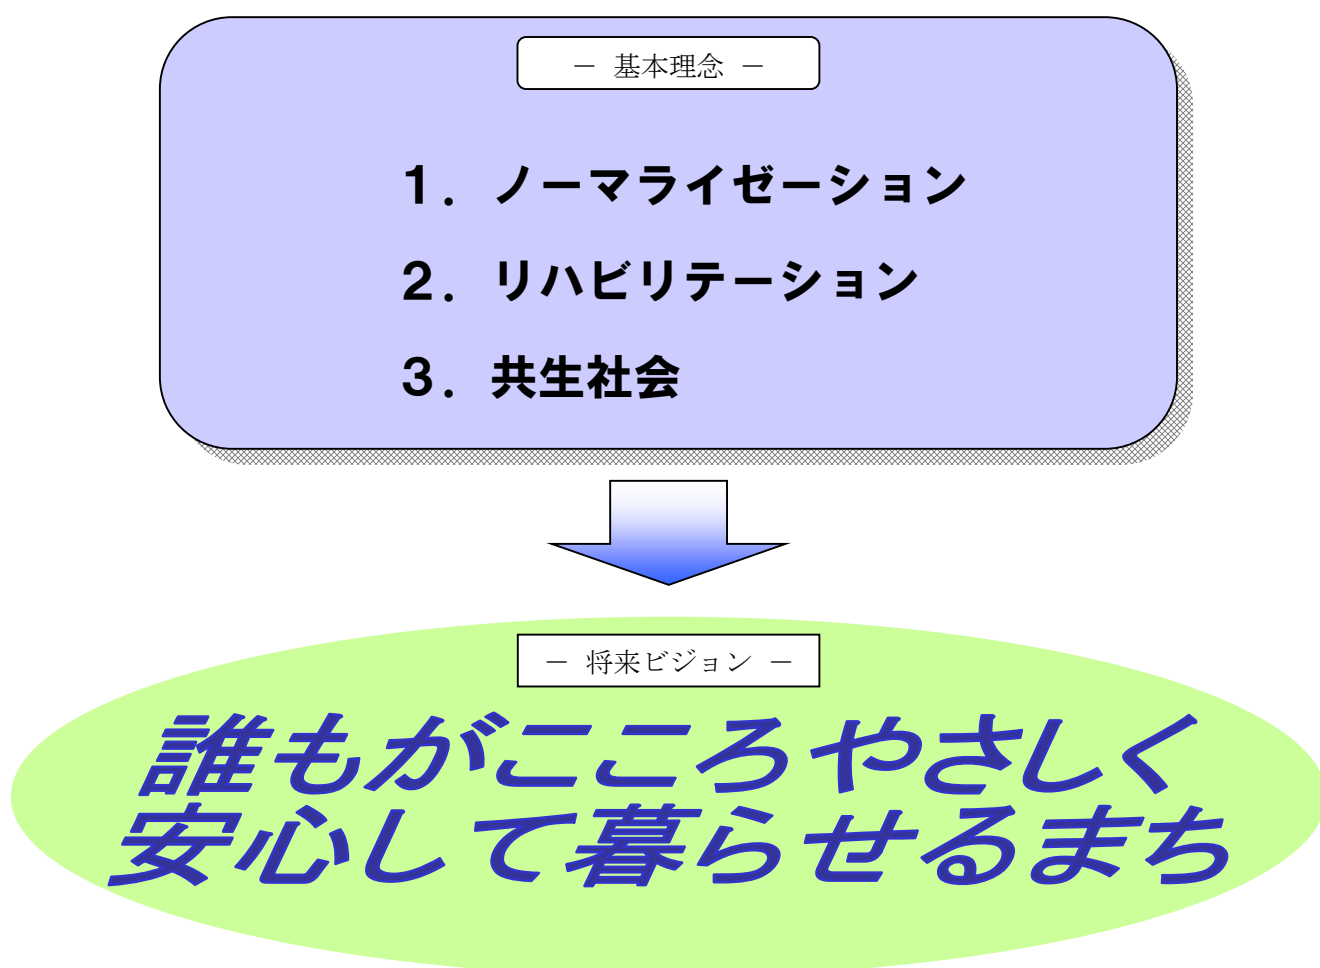 － 基本理念 －
１．ノーマライゼーション
２．リハビリテーション
３．共生社会
－ 将来ビジョン －
誰もがこころやさしく
安心して暮らせるまち